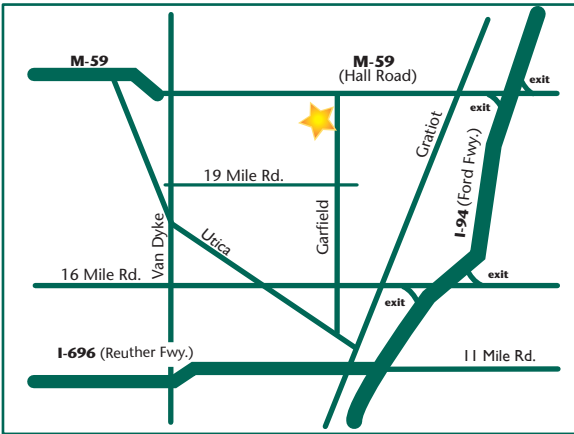 M-59
M-59
(Hall Road)
exit
exit
Gratiot
I-94 (Ford Fwy.)
19 Mile Rd.
Van Dyke
Utica
Garfield
16 Mile Rd.
exit
exit
I-696 (Reuther Fwy.)
11 Mile Rd.